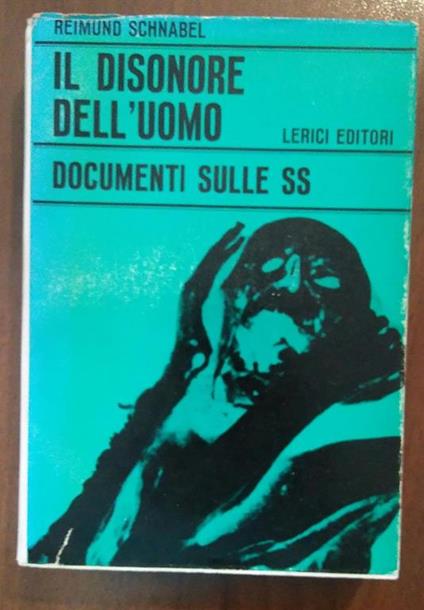 REIMUND SCHNABEL
IL DISONORE
DELL'UOMO
LERICI EDITORI
DOCUMENTI SULLE SS